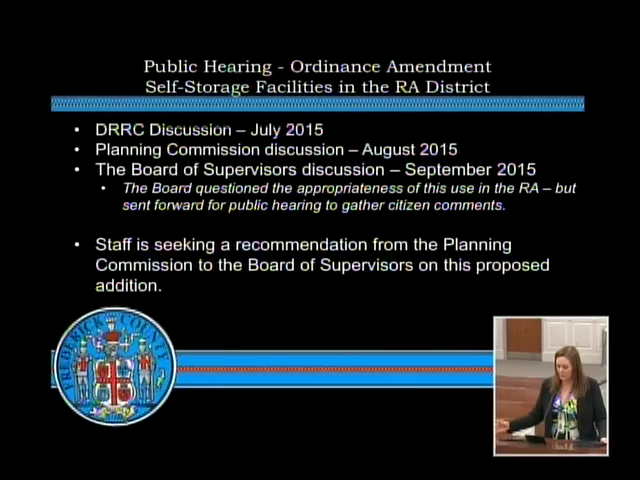 Public Hearing - Ordinance Amendment
Self-Storage Facilities in the RA District
• DRRC Discussion – July 2015
• Planning Commission discussion – August 2015
• The Board of Supervisors discussion – September 2015
• The Board questioned the appropriateness of this use in the RA – but
sent forward for public hearing to gather citizen comments.
• Staff is seeking a recommendation from the Planning
Commission to the Board of Supervisors on this proposed
addition.
FREDERICK COUNTY